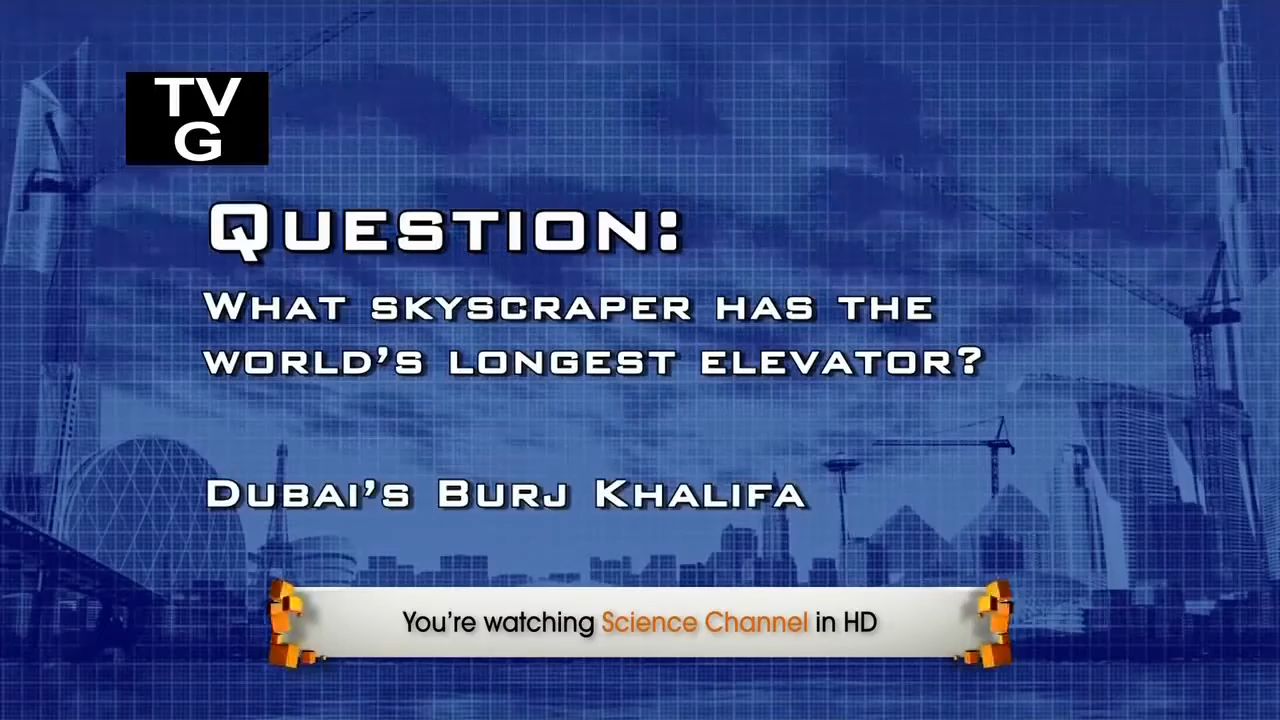 TV
G
Question:
What skyscraper has the
world's longest elevator?
Dubai's Burj Khalifa
You're watching Science Channel in HD